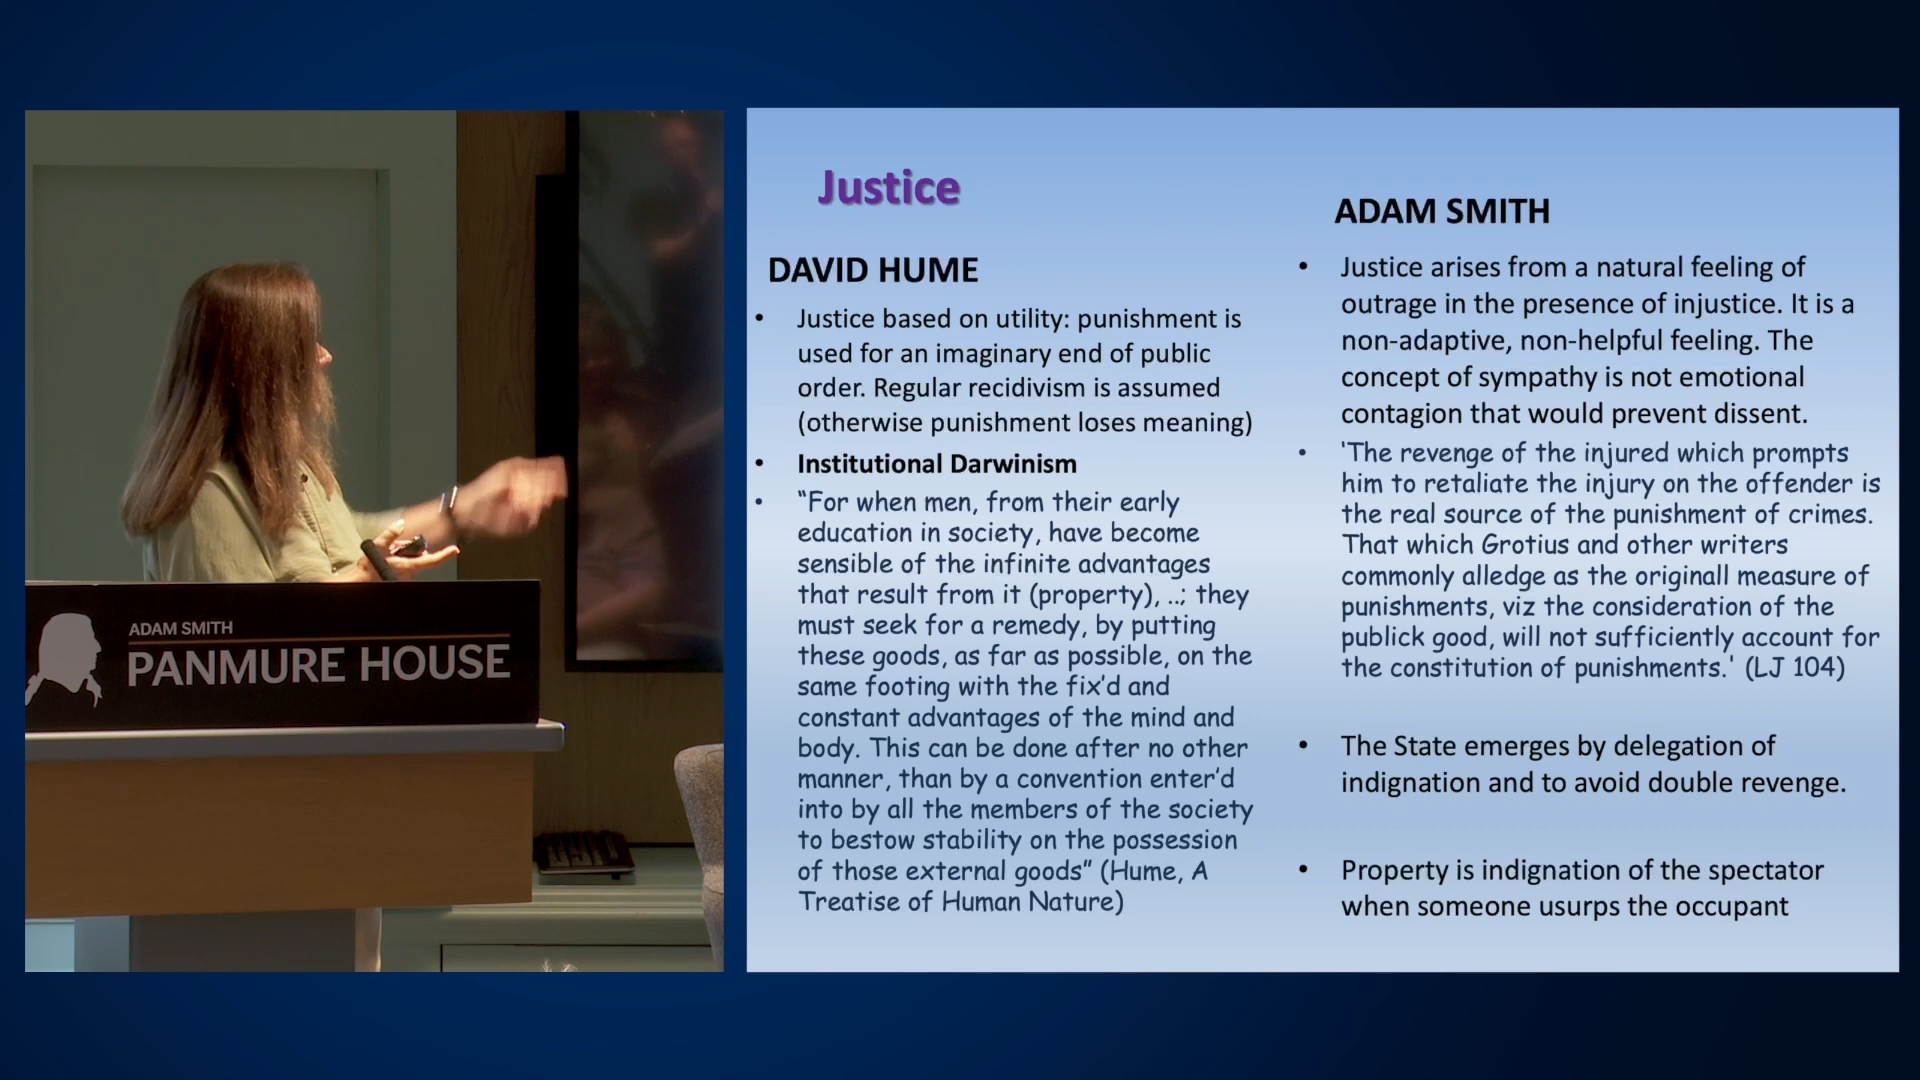 ADAM SMITH
PANMURE HOUSE
Justice
DAVID HUME
• Justice based on utility: punishment is
used for an imaginary end of public
order. Regular recidivism is assumed
(otherwise punishment loses meaning)
• Institutional Darwinism
• “For when men, from their early
education in society, have become
sensible of the infinite advantages
that result from it (property), ..; they
must seek for a remedy, by putting
these goods, as far as possible, on the
same footing with the fix’d and
constant advantages of the mind and
body. This can be done after no other
manner, than by a convention enter’d
into by all the members of the society
to bestow stability on the possession
of those external goods” (Hume, A
Treatise of Human Nature)
ADAM SMITH
• Justice arises from a natural feeling of
outrage in the presence of injustice. It is a
non-adaptive, non-helpful feeling. The
concept of sympathy is not emotional
contagion that would prevent dissent.
• 'The revenge of the injured which prompts
him to retaliate the injury on the offender is
the real source of the punishment of crimes.
That which Grotius and other writers
commonly alledge as the originall measure of
punishments, viz the consideration of the
publick good, will not sufficiently account for
the constitution of punishments.' (LJ 104)
• The State emerges by delegation of
indignation and to avoid double revenge.
• Property is indignation of the spectator
when someone usurps the occupant